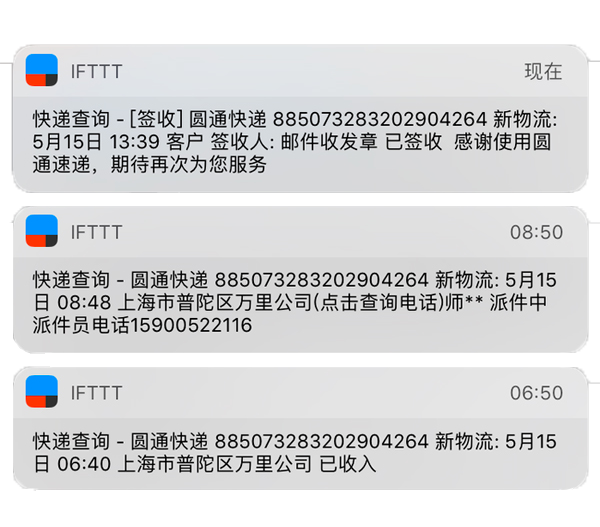 IFTTT 现在
快递查询 - [签收] 圆通快递 885073283202904264 新物流:
5月15日 13:39 客户 签收人: 邮件收发章 已签收 感谢使用圆
通速递，期待再次为您服务
IFTTT 08:50
快递查询 - 圆通快递 885073283202904264 新物流: 5月15
日 08:48 上海市普陀区万里公司(点击查询电话)师** 派件中
派件员电话15900522116
IFTTT 06:50
快递查询 - 圆通快递 885073283202904264 新物流: 5月15
日 06:40 上海市普陀区万里公司 已收入